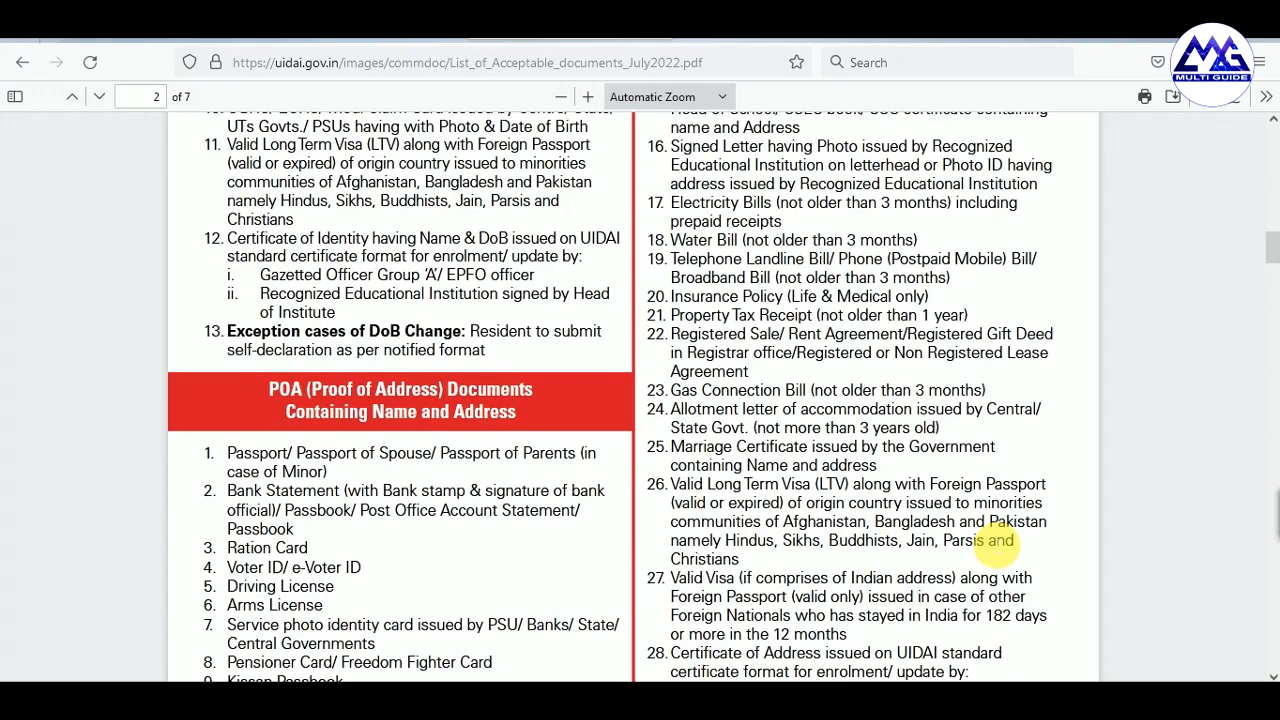 MG
MULTI GUIDE
https://uidai.gov.in/images/commdoc/List_of_Acceptable_documents_July2022.pdf
Search
2 of 7
Automatic Zoom
UTs Govts./ PSUs having with Photo & Date of Birth
11. Valid Long Term Visa (LTV) along with Foreign Passport
(valid or expired) of origin country issued to minorities
communities of Afghanistan, Bangladesh and Pakistan
namely Hindus, Sikhs, Buddhists, Jain, Parsis and
Christians
12. Certificate of Identity having Name & DoB issued on UIDAI
standard certificate format for enrolment/ update by:
i. Gazetted Officer Group 'A'/ EPFO officer
ii. Recognized Educational Institution signed by Head
of Institute
13. Exception cases of DoB Change: Resident to submit
self-declaration as per notified format
POA (Proof of Address) Documents
Containing Name and Address
1. Passport/ Passport of Spouse/ Passport of Parents (in
case of Minor)
2. Bank Statement (with Bank stamp & signature of bank
official)/ Passbook/ Post Office Account Statement/
Passbook
3. Ration Card
4. Voter ID/ e-Voter ID
5. Driving License
6. Arms License
7. Service photo identity card issued by PSU/ Banks/ State/
Central Governments
8. Pensioner Card/ Freedom Fighter Card
9. Kissan Passbook
name and Address
16. Signed Letter having Photo issued by Recognized
Educational Institution on letterhead or Photo ID having
address issued by Recognized Educational Institution
17. Electricity Bills (not older than 3 months) including
prepaid receipts
18. Water Bill (not older than 3 months)
19. Telephone Landline Bill/ Phone (Postpaid Mobile) Bill/
Broadband Bill (not older than 3 months)
20. Insurance Policy (Life & Medical only)
21. Property Tax Receipt (not older than 1 year)
22. Registered Sale/ Rent Agreement/Registered Gift Deed
in Registrar office/Registered or Non Registered Lease
Agreement
23. Gas Connection Bill (not older than 3 months)
24. Allotment letter of accommodation issued by Central/
State Govt. (not more than 3 years old)
25. Marriage Certificate issued by the Government
containing Name and address
26. Valid Long Term Visa (LTV) along with Foreign Passport
(valid or expired) of origin country issued to minorities
communities of Afghanistan, Bangladesh and Pakistan
namely Hindus, Sikhs, Buddhists, Jain, Parsis and
Christians
27. Valid Visa (if comprises of Indian address) along with
Foreign Passport (valid only) issued in case of other
Foreign Nationals who has stayed in India for 182 days
or more in the 12 months
28. Certificate of Address issued on UIDAI standard
certificate format for enrolment/ update by: